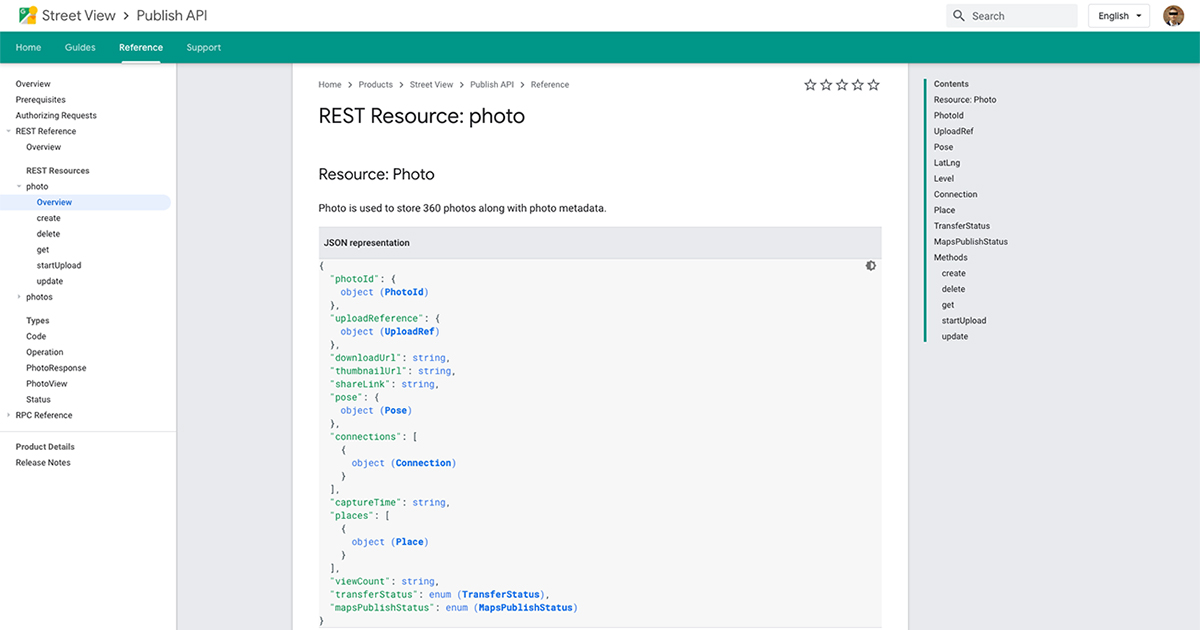 Street View > Publish API
Search
English
Home Guides Reference Support
Overview
Prerequisites
Authorizing Requests
REST Reference
Overview
REST Resources
photo
Overview
create
delete
get
startUpload
update
photos
Types
Code
Operation
PhotoResponse
PhotoView
Status
RPC Reference
Product Details
Release Notes
Home > Products > Street View > Publish API > Reference
REST Resource: photo
Resource: Photo
Photo is used to store 360 photos along with photo metadata.
JSON representation
{
"photoId": {
object (PhotoId)
},
"uploadReference": {
object (UploadRef)
},
"downloadUrl": string,
"thumbnailUrl": string,
"shareLink": string,
"pose": {
object (Pose)
},
"connections": [
{
object (Connection)
}
],
"captureTime": string,
"places": [
{
object (Place)
}
],
"viewCount": string,
"transferStatus": enum (TransferStatus),
"mapsPublishStatus": enum (MapsPublishStatus)
}
Contents
Resource: Photo
PhotoId
UploadRef
Pose
LatLng
Level
Connection
Place
TransferStatus
MapsPublishStatus
Methods
create
delete
get
startUpload
update